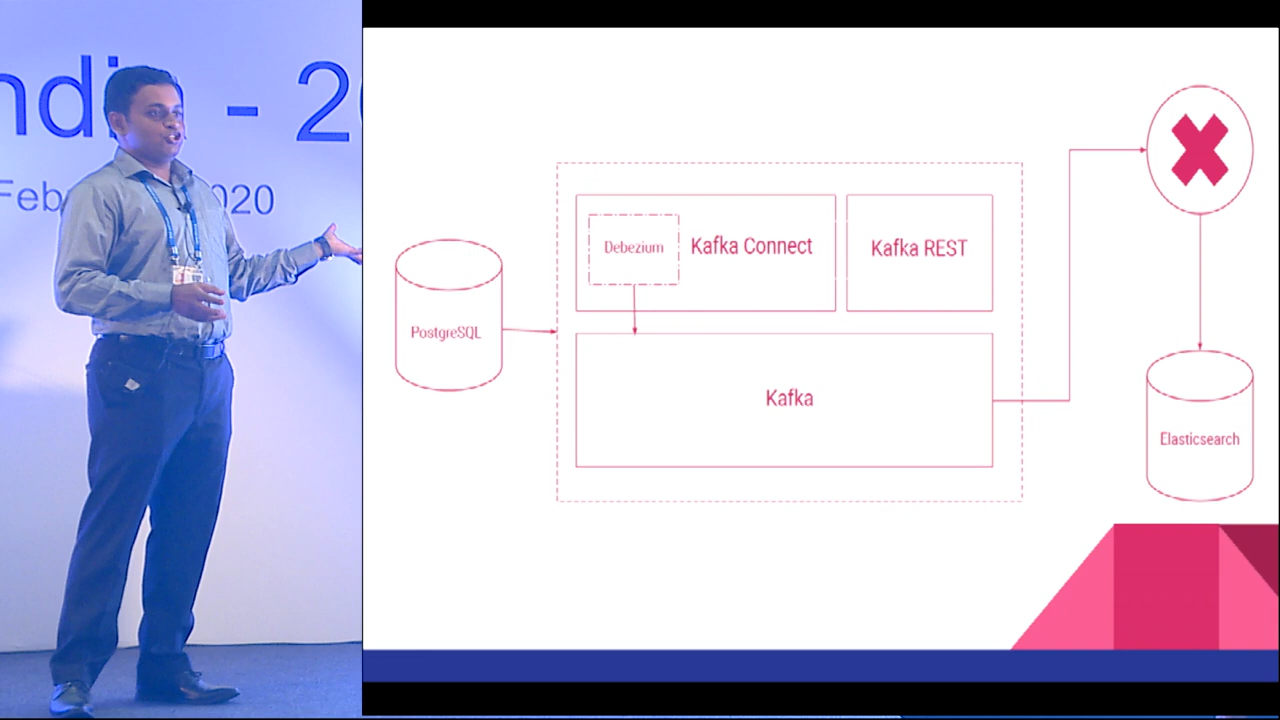 ndi - 20
Feb 2020
PostgreSQL
Debezium
Kafka Connect
Kafka REST
Kafka
Elasticsearch